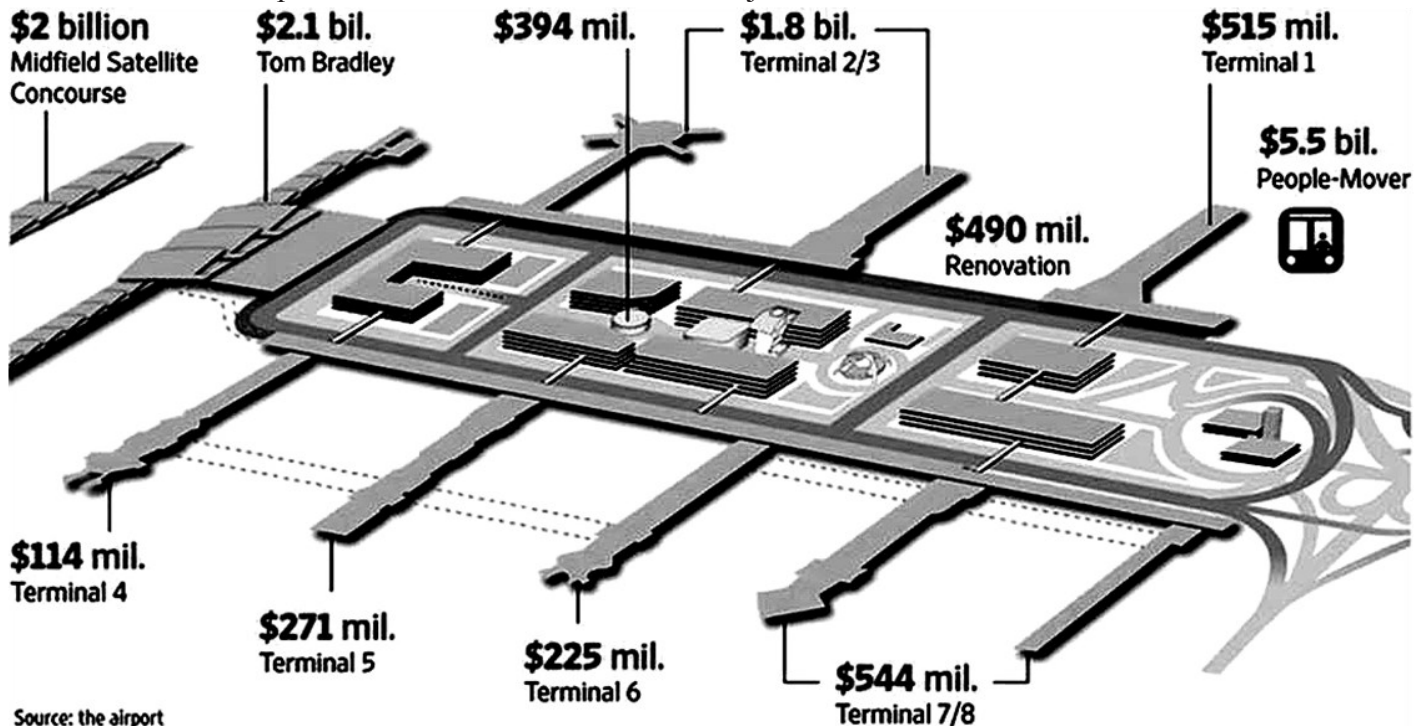 $2 billion
Midfield Satellite
Concourse
$2.1 bil.
Tom Bradley
$394 mil.
$1.8 bil.
Terminal 2/3
$515 mil.
Terminal 1
$5.5 bil.
People-Mover
$490 mil.
Renovation
$114 mil.
Terminal 4
$271 mil.
Terminal 5
$225 mil.
Terminal 6
$544 mil.
Terminal 7/8
Source: the airport